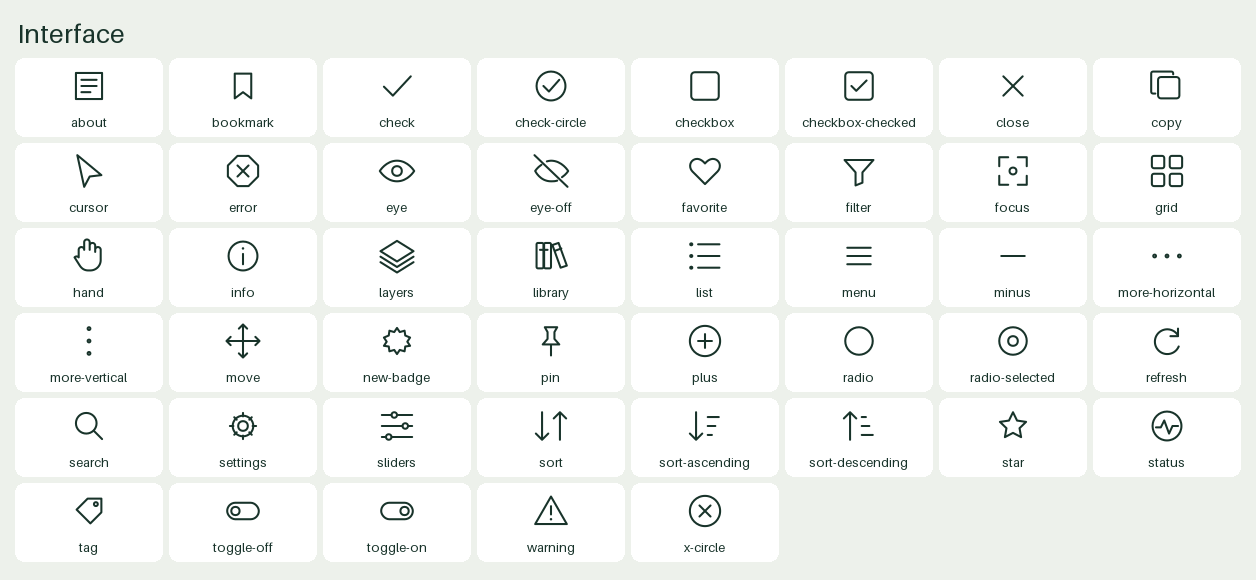 Interface
about bookmark check check-circle checkbox checkbox-checked close copy
cursor error eye eye-off favorite filter focus grid
hand info layers library list menu minus more-horizontal
more-vertical move new-badge pin plus radio radio-selected refresh
search settings sliders sort sort-ascending sort-descending star status
tag toggle-off toggle-on warning x-circle